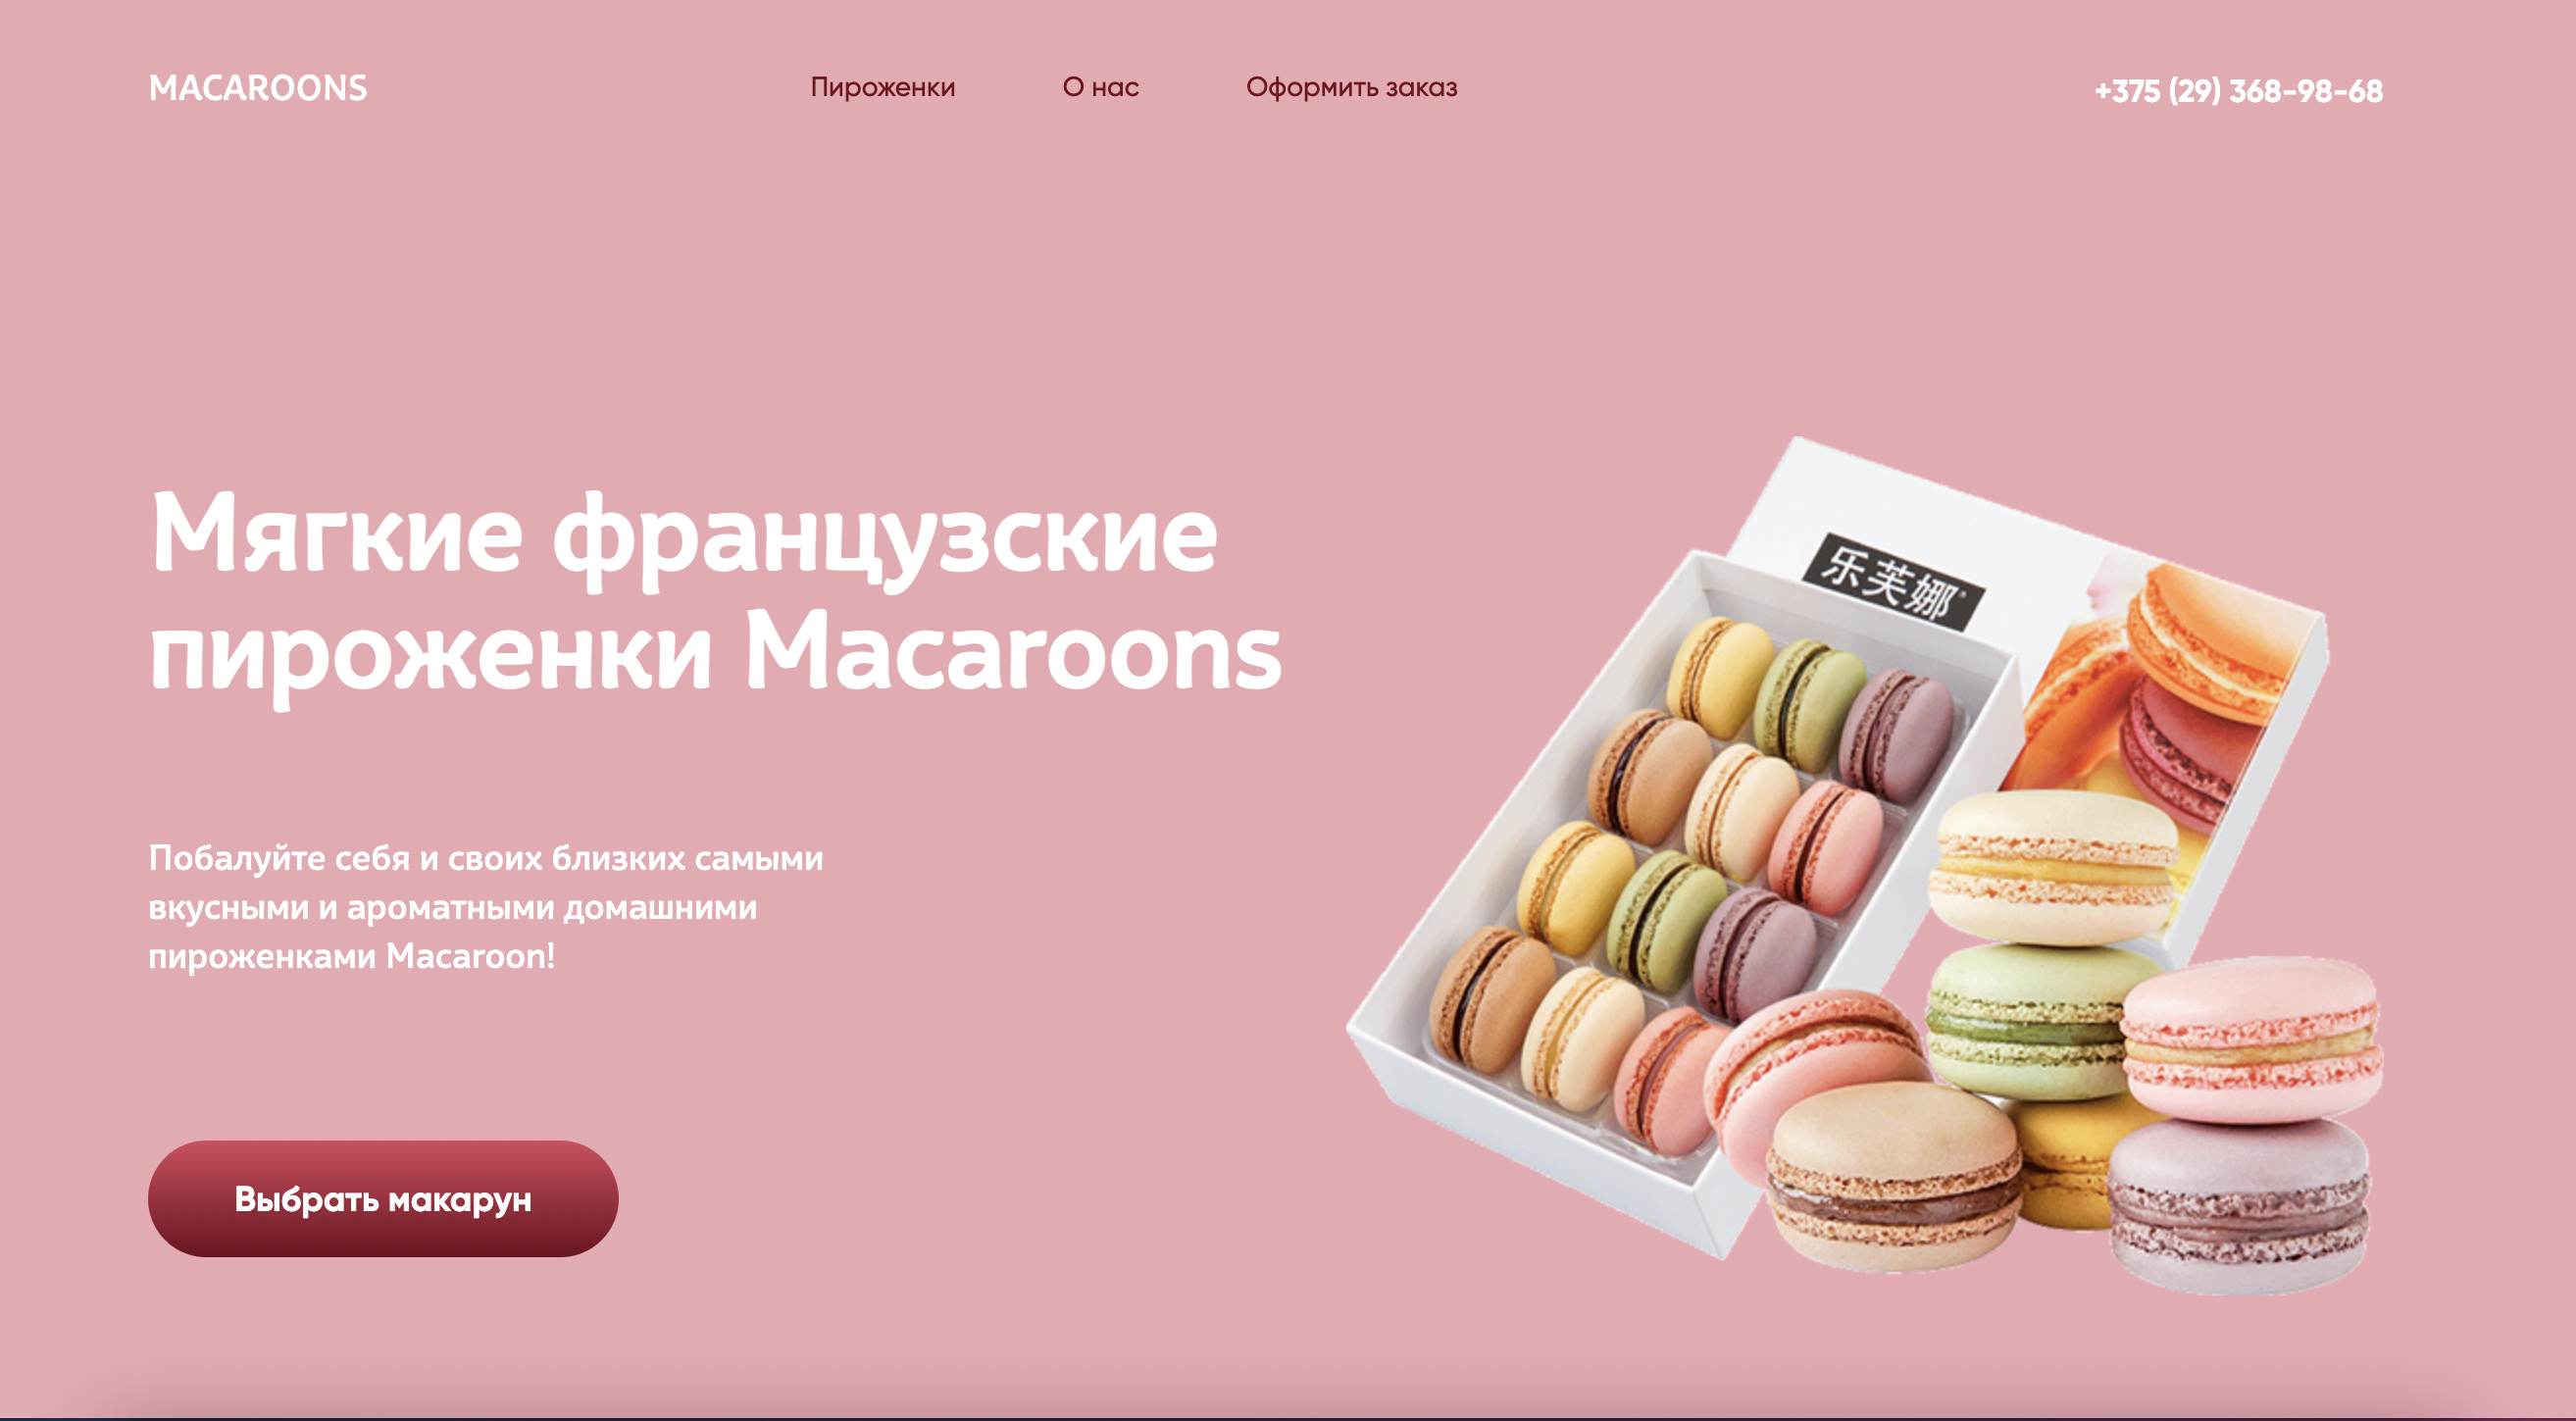 MACAROONS
Пироженки
О нас
Оформить заказ
+375 (29) 368-98-68
Мягкие французские
пироженки Macaroons
乐芙娜®
Побалуйте себя и своих близких самыми
вкусными и ароматными домашними
пироженками Macaroon!
Выбрать макарун